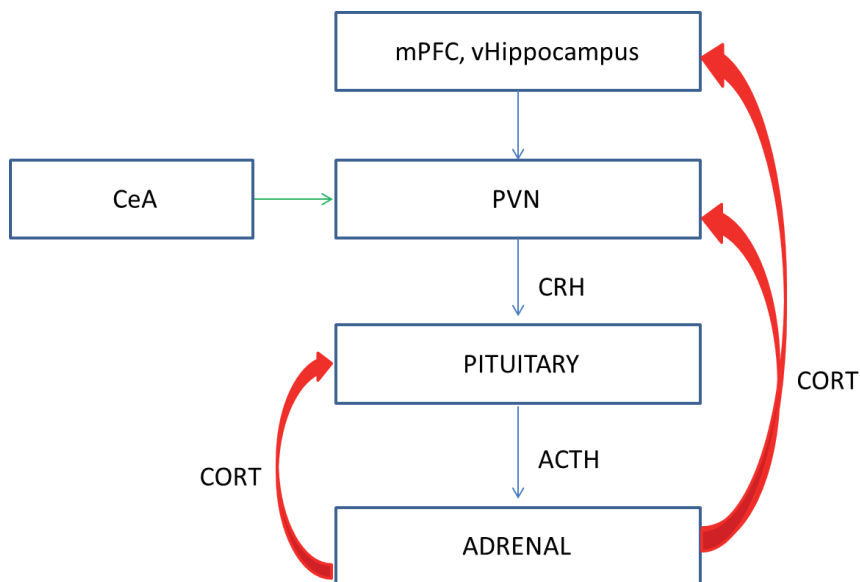 mPFC, vHippocampus
CeA
PVN
CRH
PITUITARY
CORT
ACTH
CORT
ADRENAL